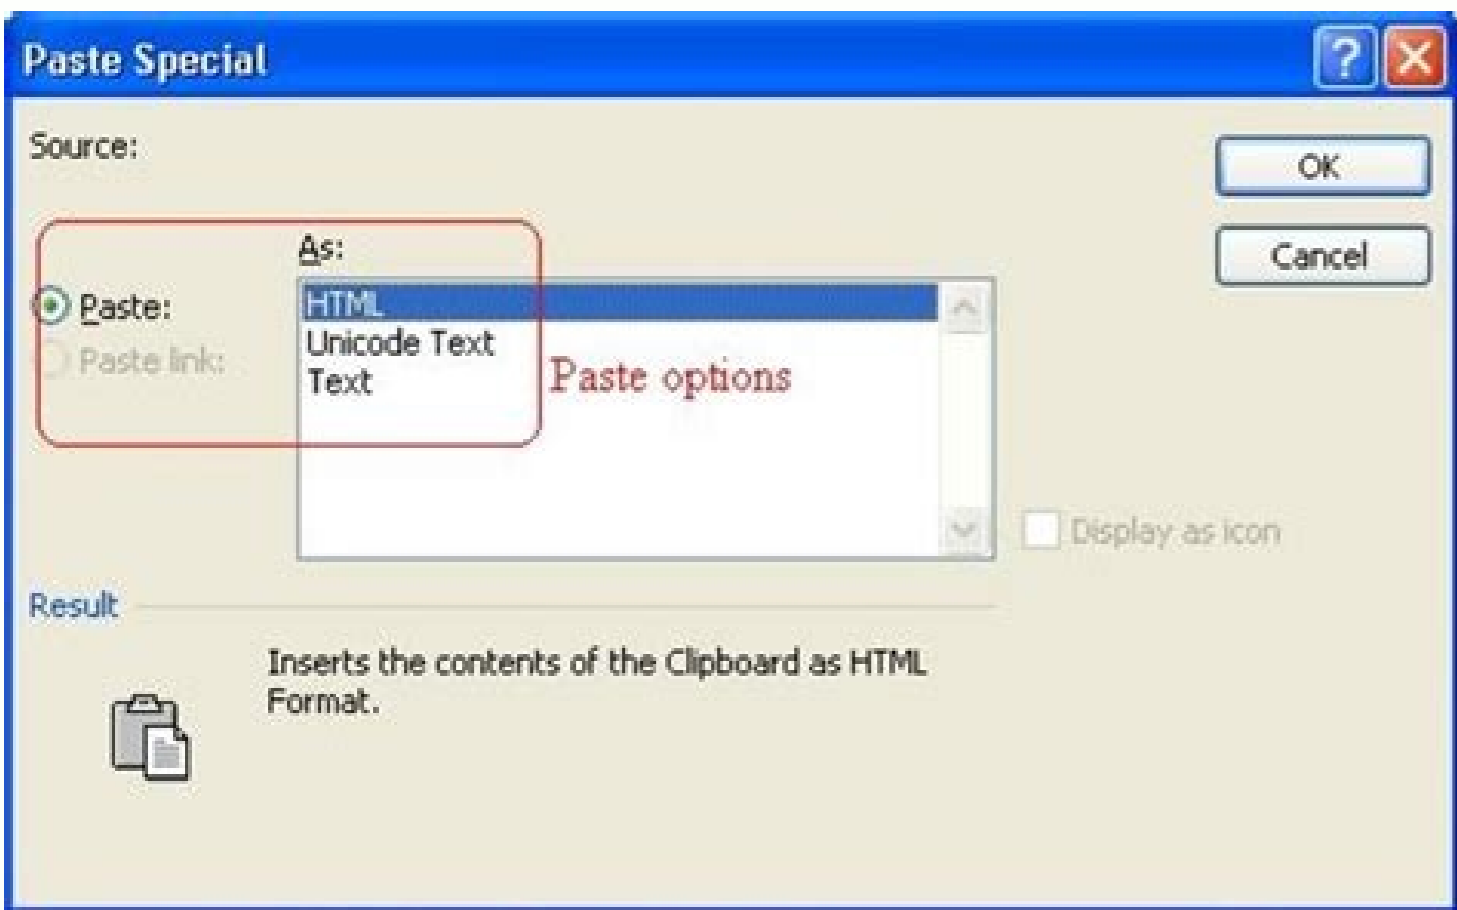 Paste Special
Source:
OK
As:
Cancel
Paste:
HTML
Paste link:
Unicode Text
Text
Paste options
Display as icon
Result
Inserts the contents of the Clipboard as HTML
Format.